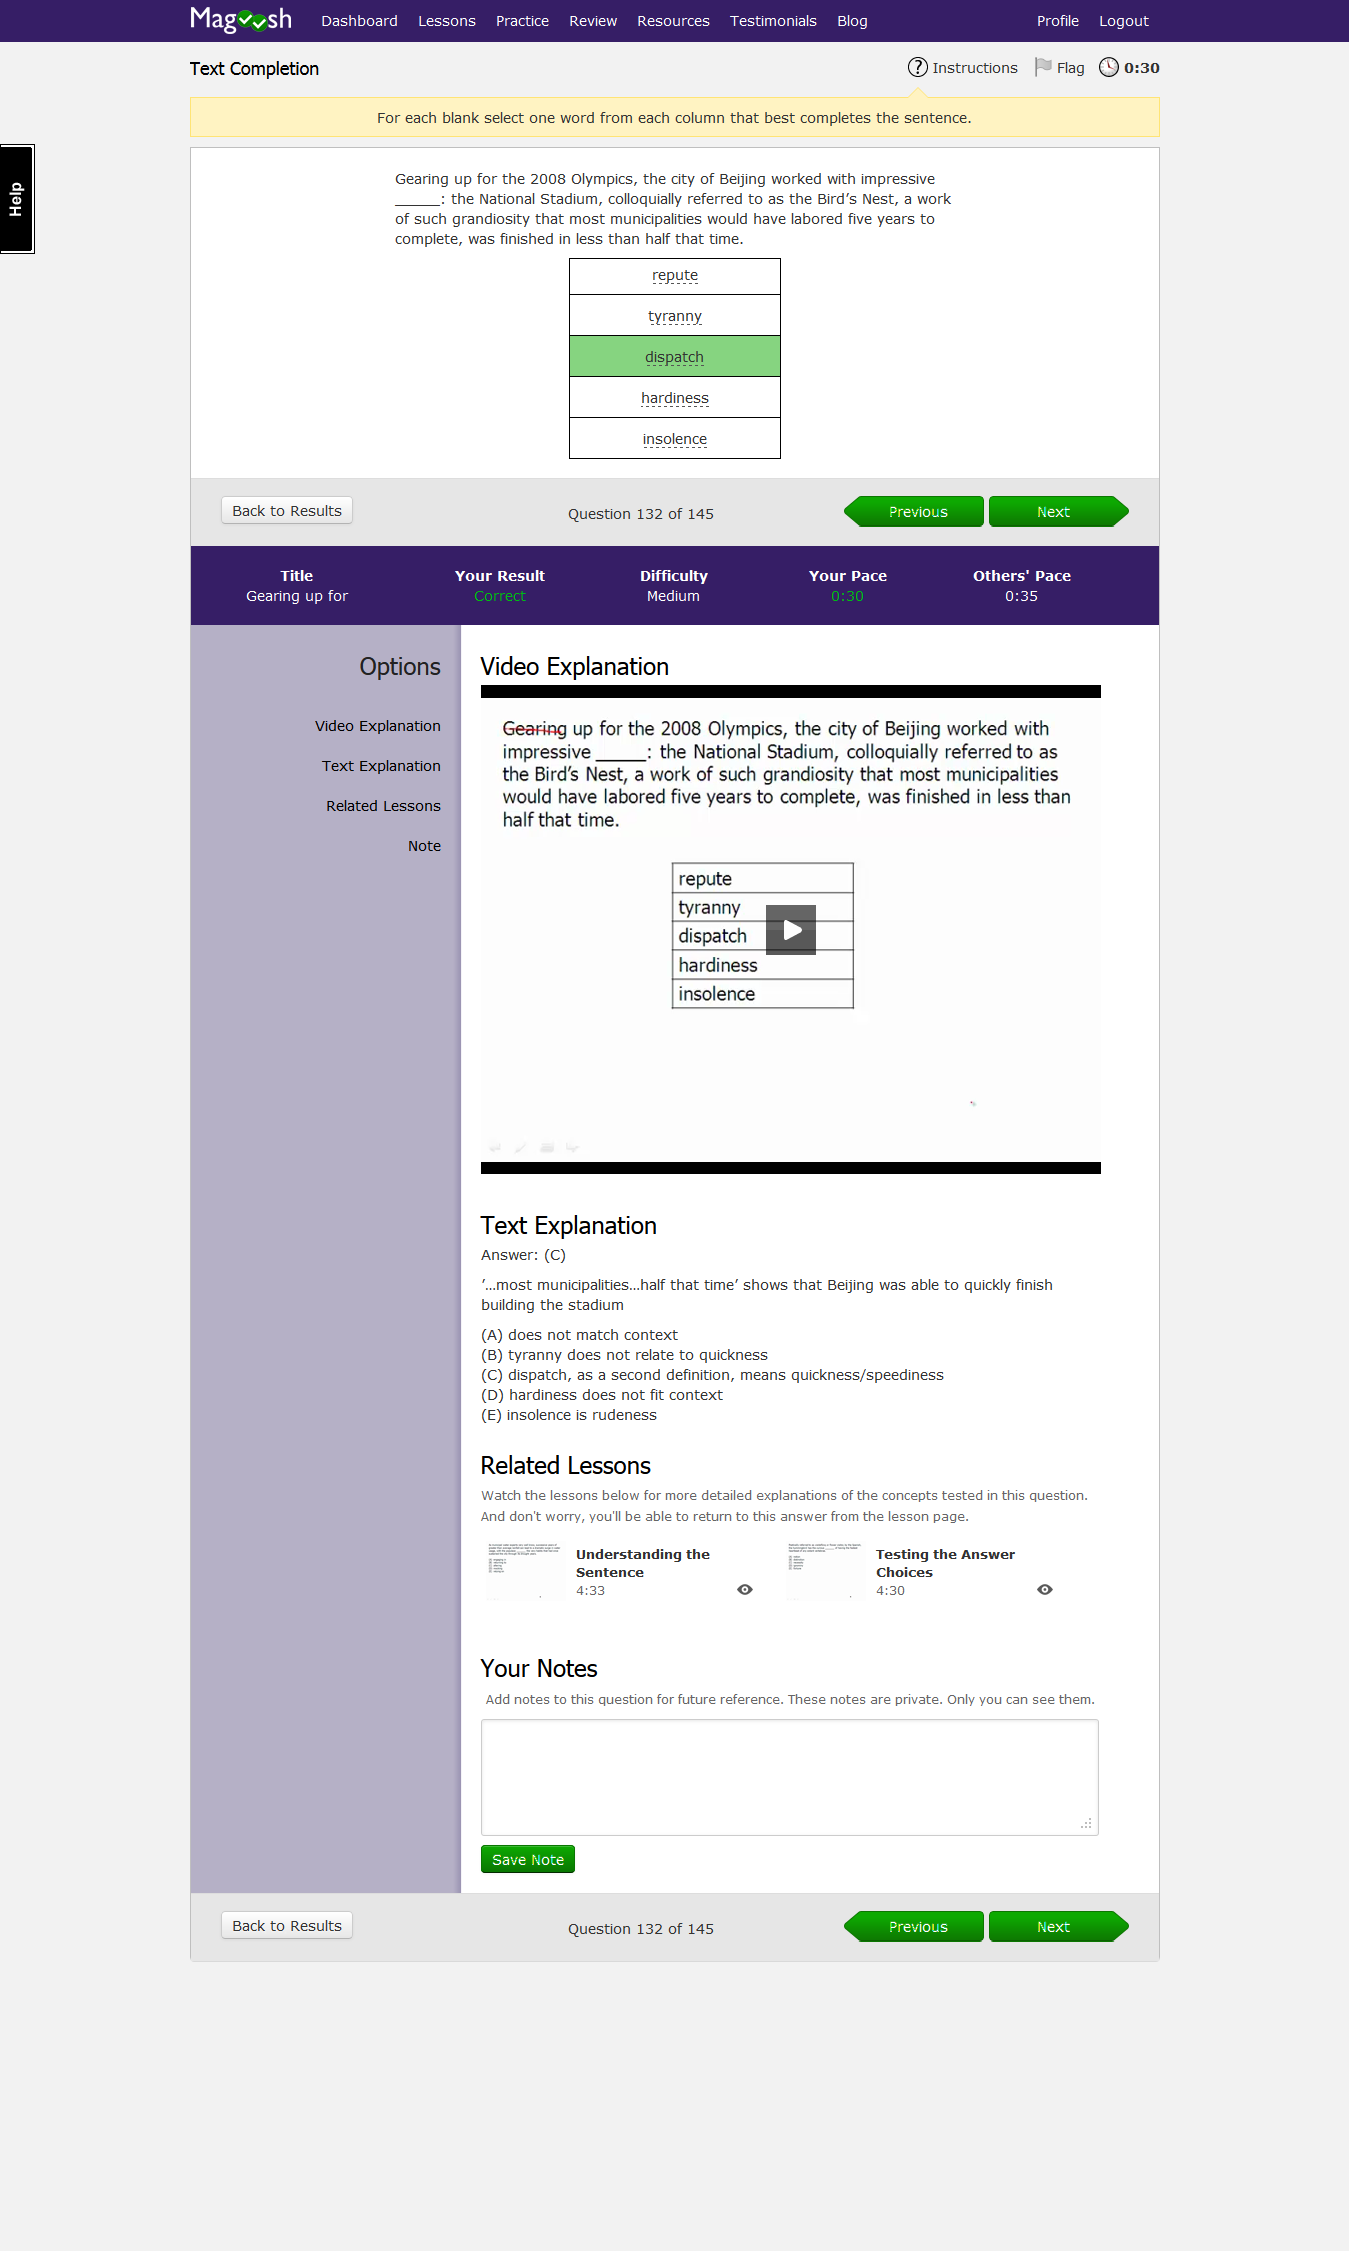 Magoosh Dashboard Lessons Practice Review Resources Testimonials Blog Profile Logout
Text Completion ? Instructions Flag 0:30
For each blank select one word from each column that best completes the sentence.
Help
Gearing up for the 2008 Olympics, the city of Beijing worked with impressive
_____: the National Stadium, colloquially referred to as the Bird’s Nest, a work
of such grandiosity that most municipalities would have labored five years to
complete, was finished in less than half that time.
repute
tyranny
dispatch
hardiness
insolence
Back to Results Question 132 of 145 Previous Next
Title Your Result Difficulty Your Pace Others' Pace
Gearing up for Correct Medium 0:30 0:35
Options
Video Explanation
Text Explanation
Related Lessons
Note
Video Explanation
Gearing up for the 2008 Olympics, the city of Beijing worked with
impressive _____: the National Stadium, colloquially referred to as
the Bird’s Nest, a work of such grandiosity that most municipalities
would have labored five years to complete, was finished in less than
half that time.
repute
tyranny
dispatch
hardiness
insolence
Text Explanation
Answer: (C)
’...most municipalities...half that time’ shows that Beijing was able to quickly finish
building the stadium
(A) does not match context
(B) tyranny does not relate to quickness
(C) dispatch, as a second definition, means quickness/speediness
(D) hardiness does not fit context
(E) insolence is rudeness
Related Lessons
Watch the lessons below for more detailed explanations of the concepts tested in this question.
And don't worry, you'll be able to return to this answer from the lesson page.
Understanding the
Sentence
4:33
Testing the Answer
Choices
4:30
Your Notes
Add notes to this question for future reference. These notes are private. Only you can see them.
Save Note
Back to Results Question 132 of 145 Previous Next